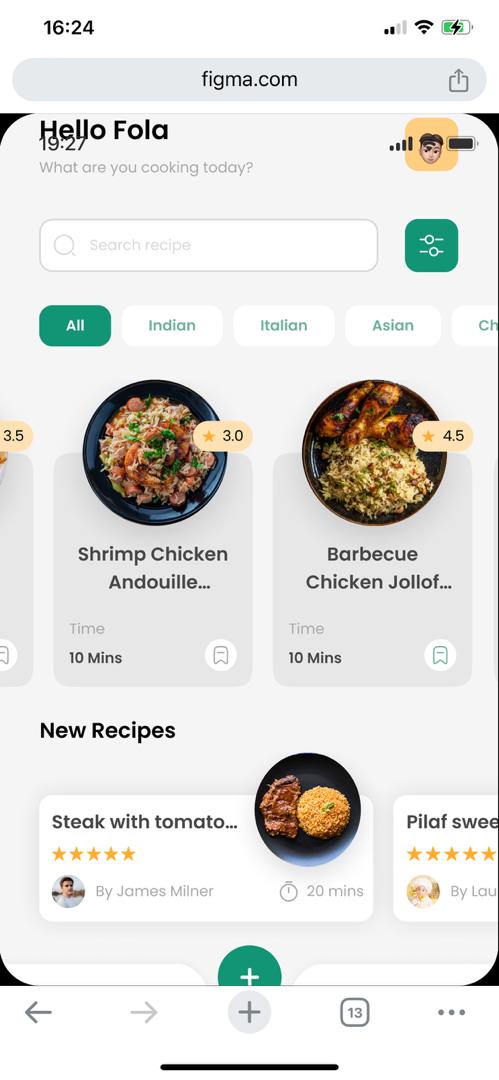 16:24
figma.com
Hello Fola
19:27
What are you cooking today?
Search recipe
All
Indian
Italian
Asian
Ch
3.5
3.0
4.5
Shrimp Chicken
Andouille...
Barbecue
Chicken Jollof...
Time
10 Mins
Time
10 Mins
New Recipes
Steak with tomato...
By James Milner
20 mins
Pilaf swee
By Lau
13